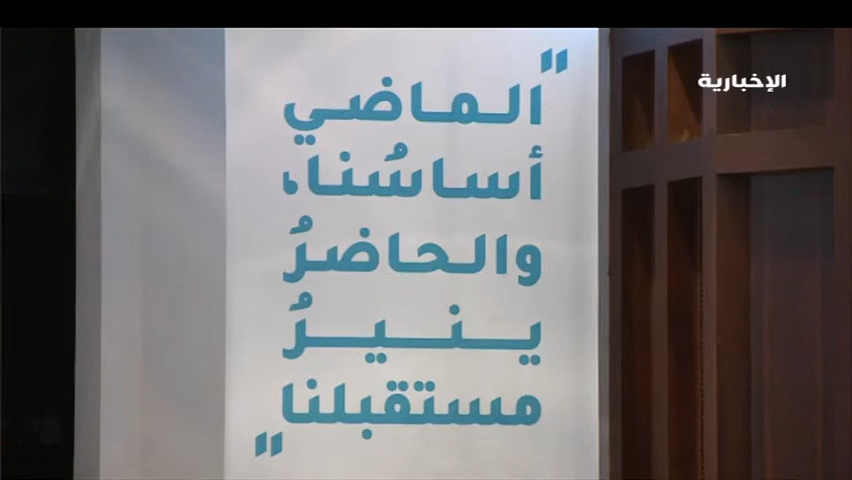 الإخبارية
"الماضي
أساسُنا،
والحاضرُ
ينيرُ
مستقبلنا"